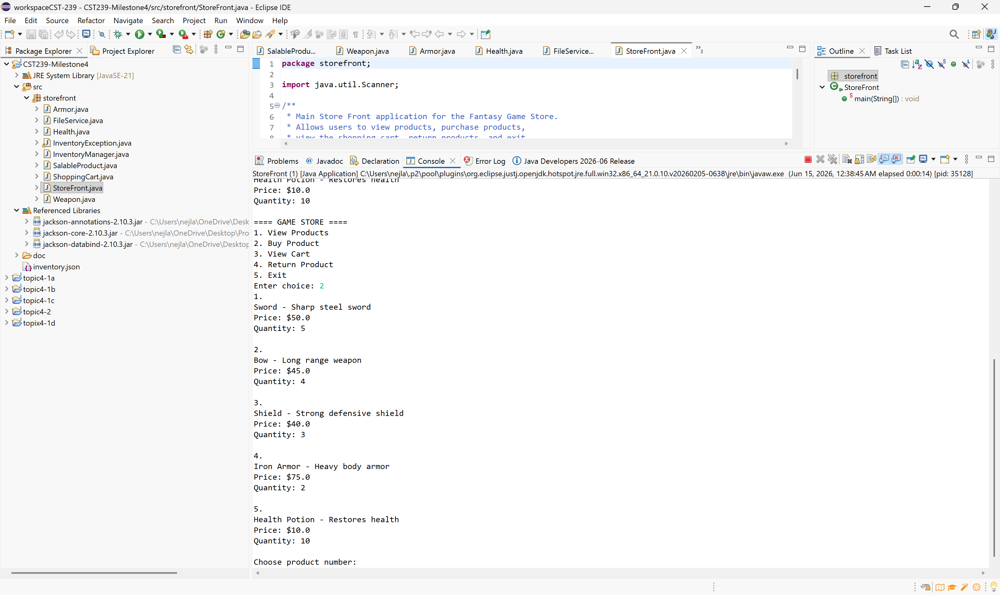 workspaceCST-239 - CST239-Milestone4/src/storefront/StoreFront.java - Eclipse IDE
File Edit Source Refactor Navigate Search Project Run Window Help
Package Explorer
Project Explorer
CST239-Milestone4
JRE System Library [JavaSE-21]
src
storefront
Armor.java
FileService.java
Health.java
InventoryException.java
InventoryManager.java
SalableProduct.java
ShoppingCart.java
StoreFront.java
Weapon.java
Referenced Libraries
jackson-annotations-2.10.3.jar - C:\Users\nejla\OneDrive\Desk
jackson-core-2.10.3.jar - C:\Users\nejla\OneDrive\Desktop\Pro
jackson-databind-2.10.3.jar - C:\Users\nejla\OneDrive\Desktop
doc
inventory.json
topic4-1a
topic4-1b
topic4-1c
topic4-2
topix4-1d
SalableProdu... Weapon.java Armor.java Health.java FileService... StoreFront.java »3
1 package storefront;
2
3 import java.util.Scanner;
4
5 /**
6 * Main Store Front application for the Fantasy Game Store.
7 * Allows users to view products, purchase products,
8 * view the shopping cart, return products, and exit
Outline Task List
storefront
StoreFront
main(String[]) : void
Problems Javadoc Declaration Console Error Log Java Developers 2026-06 Release
StoreFront (1) [Java Application] C:\Users\nejla\.p2\pool\plugins\org.eclipse.justj.openjdk.hotspot.jre.full.win32.x86_64_21.0.10.v20260205-0638\jre\bin\javaw.exe (Jun 15, 2026, 12:38:45 AM elapsed 0:00:14) [pid: 35128]
Health Potion - Restores health
Price: $10.0
Quantity: 10
==== GAME STORE ====
1. View Products
2. Buy Product
3. View Cart
4. Return Product
5. Exit
Enter choice: 2
1.
Sword - Sharp steel sword
Price: $50.0
Quantity: 5
2.
Bow - Long range weapon
Price: $45.0
Quantity: 4
3.
Shield - Strong defensive shield
Price: $40.0
Quantity: 3
4.
Iron Armor - Heavy body armor
Price: $75.0
Quantity: 2
5.
Health Potion - Restores health
Price: $10.0
Quantity: 10
Choose product number: